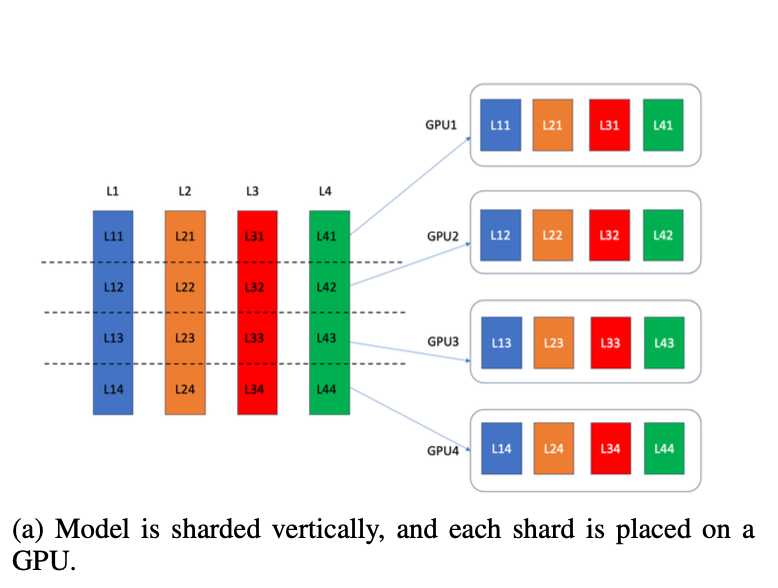 GPU1
L11 L21 L31 L41
L1 L2 L3 L4
L11 L21 L31 L41
GPU2
L12 L22 L32 L42
L12 L22 L32 L42
L13 L23 L33 L43
GPU3
L13 L23 L33 L43
L14 L24 L34 L44
GPU4
L14 L24 L34 L44
(a) Model is sharded vertically, and each shard is placed on a
GPU.